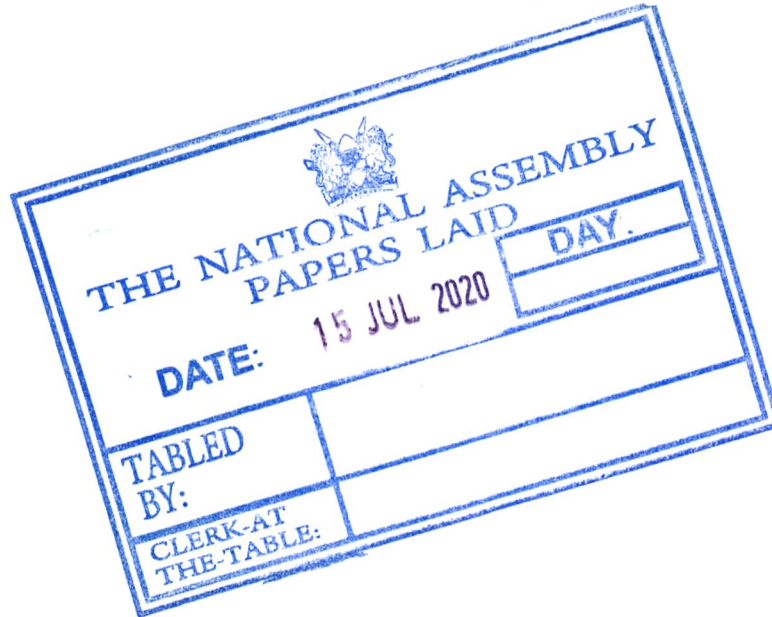 THE NATIONAL ASSEMBLY
PAPERS LAID
DATE: 15 JUL 2020
DAY.
TABLED
BY:
CLERK-AT
THE-TABLE: